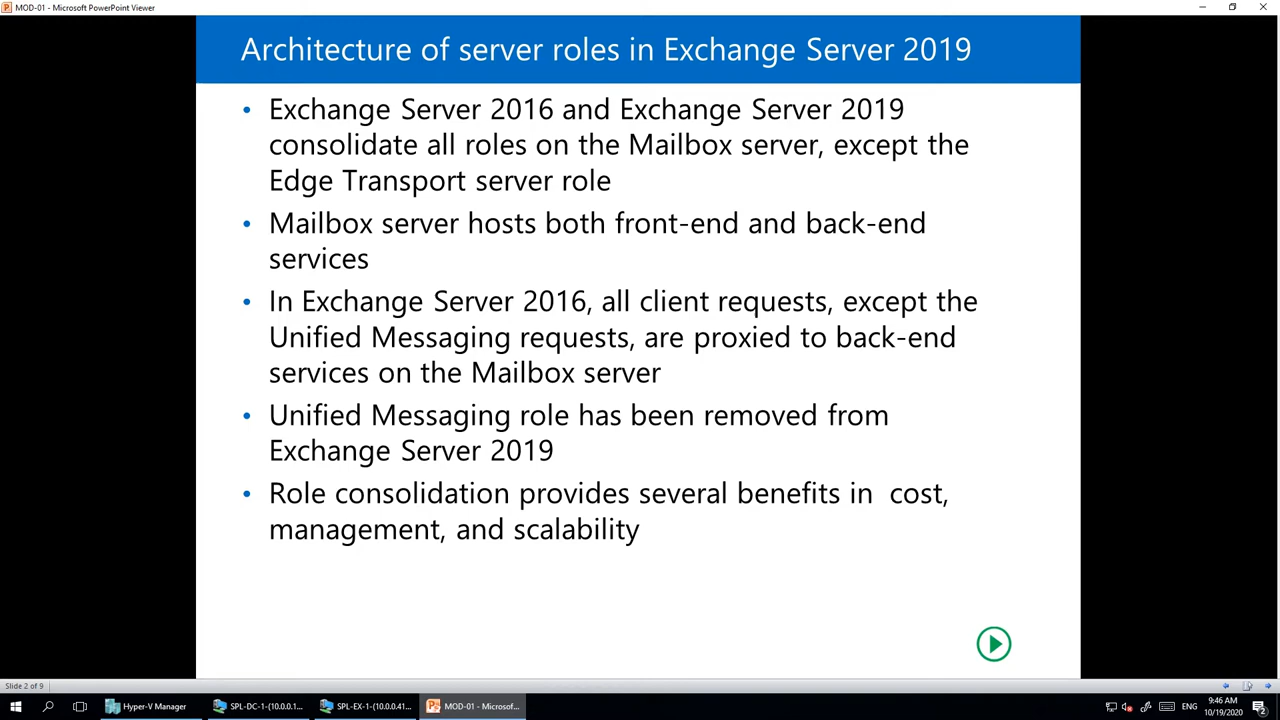 MOD-01 - Microsoft PowerPoint Viewer
Architecture of server roles in Exchange Server 2019
• Exchange Server 2016 and Exchange Server 2019
consolidate all roles on the Mailbox server, except the
Edge Transport server role
• Mailbox server hosts both front-end and back-end
services
• In Exchange Server 2016, all client requests, except the
Unified Messaging requests, are proxied to back-end
services on the Mailbox server
• Unified Messaging role has been removed from
Exchange Server 2019
• Role consolidation provides several benefits in  cost,
management, and scalability
Slide 2 of 9
Hyper-V Manager
SPL-DC-1-(10.0.0.1...
SPL-EX-1-(10.0.0.41...
MOD-01 - Microsof...
ENG
9:46 AM
10/19/2020
2